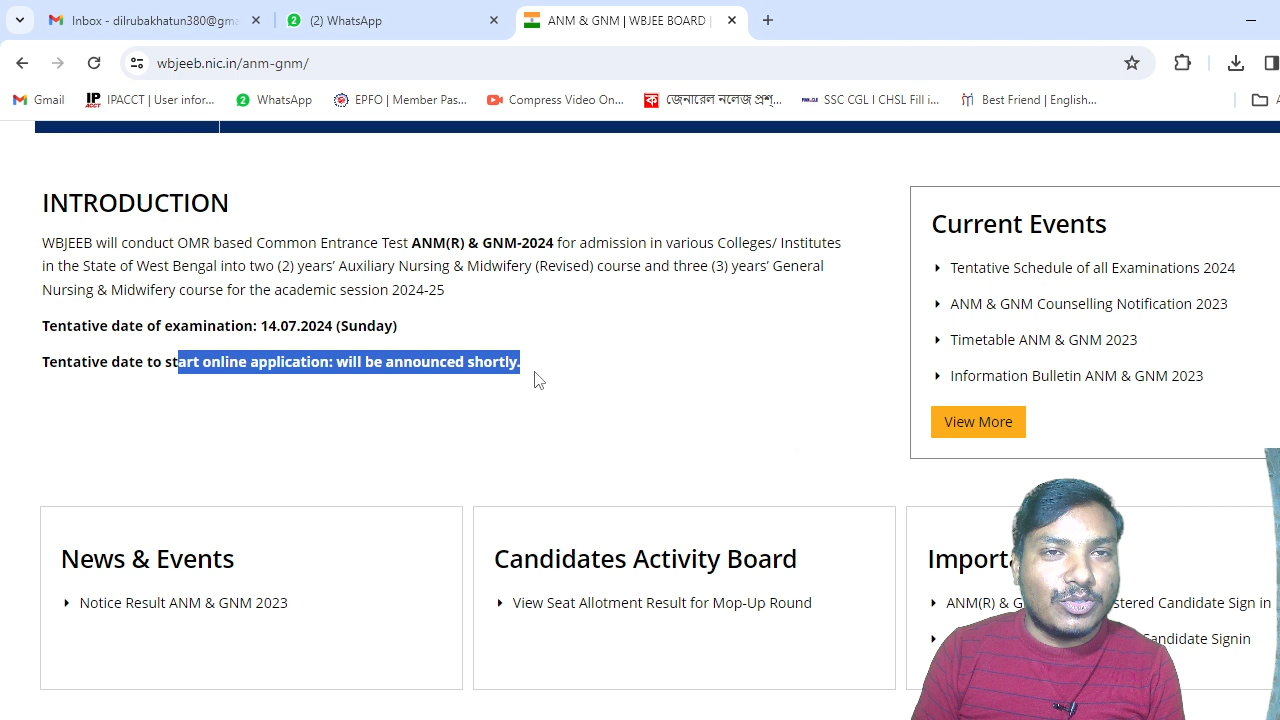 Inbox - dilrubakhatun380@gma
(2) WhatsApp
ANM & GNM | WBJEE BOARD |
wbjeeb.nic.in/anm-gnm/
Gmail
IPACCT | User infor...
WhatsApp
EPFO | Member Pas...
Compress Video On...
জেনারেল নলেজ প্রশ্...
SSC CGL I CHSL Fill i...
Best Friend | English...
INTRODUCTION
WBJEEB will conduct OMR based Common Entrance Test ANM(R) & GNM-2024 for admission in various Colleges/ Institutes
in the State of West Bengal into two (2) years’ Auxiliary Nursing & Midwifery (Revised) course and three (3) years’ General
Nursing & Midwifery course for the academic session 2024-25
Tentative date of examination: 14.07.2024 (Sunday)
Tentative date to start online application: will be announced shortly.
Current Events
Tentative Schedule of all Examinations 2024
ANM & GNM Counselling Notification 2023
Timetable ANM & GNM 2023
Information Bulletin ANM & GNM 2023
View More
News & Events
Notice Result ANM & GNM 2023
Candidates Activity Board
View Seat Allotment Result for Mop-Up Round
Importa
ANM(R) & G stered Candidate Sign in
Candidate Signin